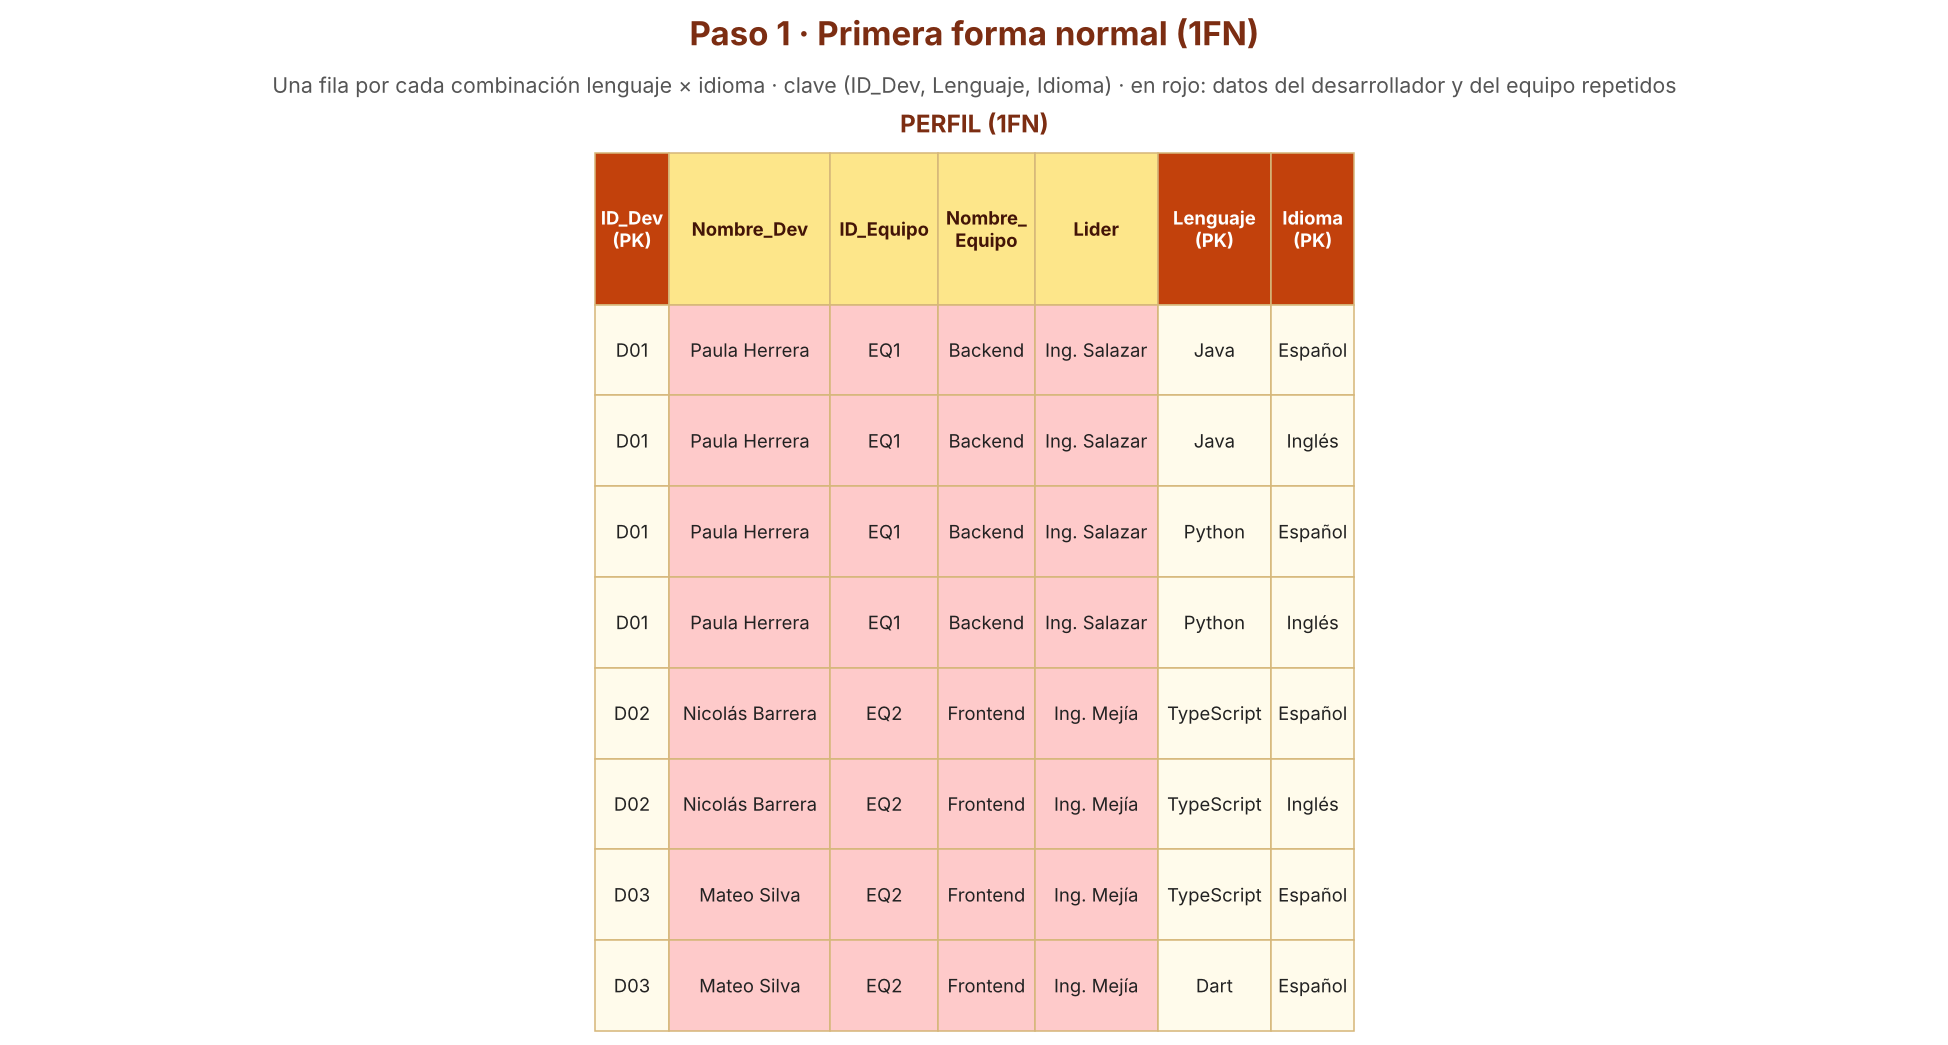 Paso 1 · Primera forma normal (1FN)
Una fila por cada combinación lenguaje × idioma · clave (ID_Dev, Lenguaje, Idioma) · en rojo: datos del desarrollador y del equipo repetidos
PERFIL (1FN)
ID_Dev (PK) Nombre_Dev ID_Equipo Nombre_ Equipo Lider Lenguaje (PK) Idioma (PK)
D01 Paula Herrera EQ1 Backend Ing. Salazar Java Español
D01 Paula Herrera EQ1 Backend Ing. Salazar Java Inglés
D01 Paula Herrera EQ1 Backend Ing. Salazar Python Español
D01 Paula Herrera EQ1 Backend Ing. Salazar Python Inglés
D02 Nicolás Barrera EQ2 Frontend Ing. Mejía TypeScript Español
D02 Nicolás Barrera EQ2 Frontend Ing. Mejía TypeScript Inglés
D03 Mateo Silva EQ2 Frontend Ing. Mejía TypeScript Español
D03 Mateo Silva EQ2 Frontend Ing. Mejía Dart Español